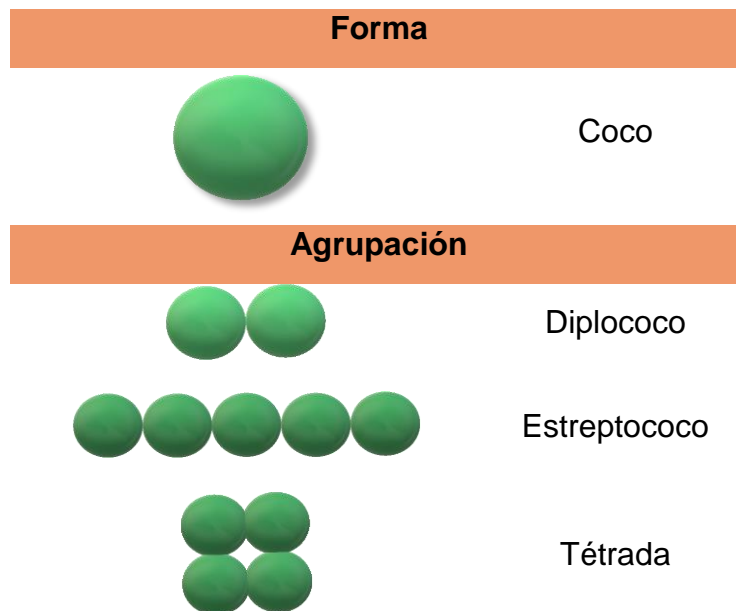 Forma
Coco
Agrupación
Diplococo
Estreptococo
Tétrada